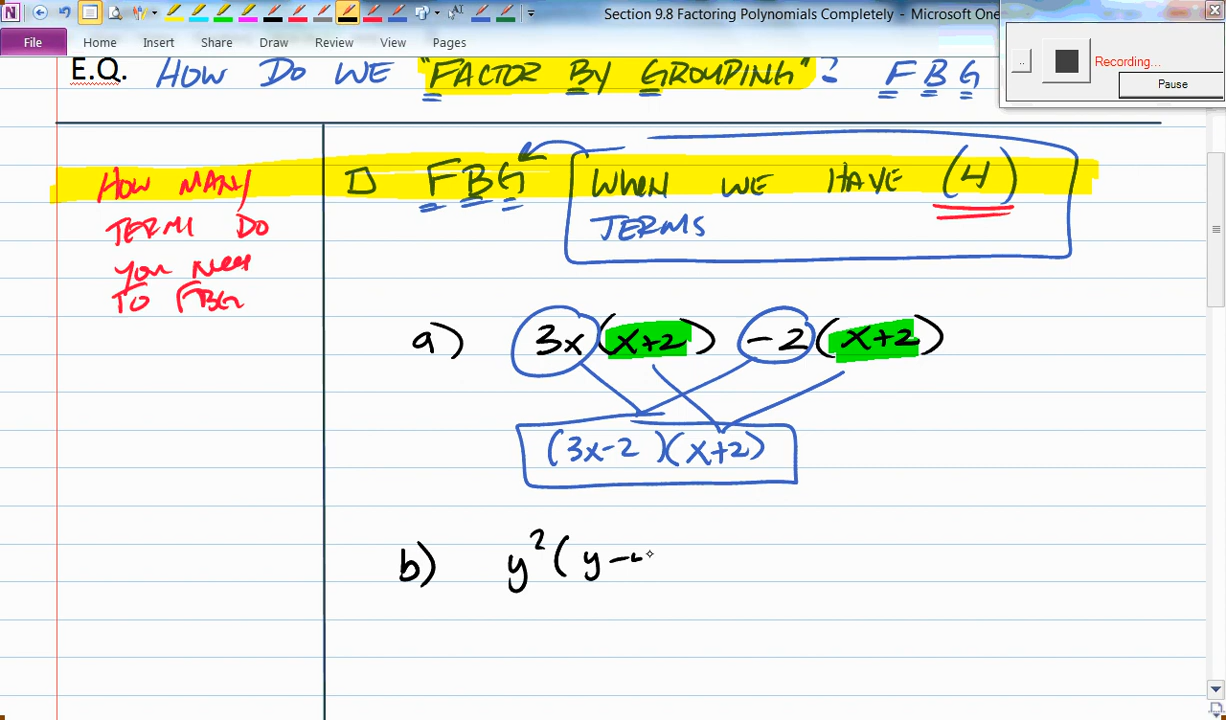 Section 9.8 Factoring Polynomials Completely - Microsoft One
File Home Insert Share Draw Review View Pages
Recording...
Pause
E.Q. HOW DO WE "FACTOR BY GROUPING"? F B G
HOW MANY
TERMS DO
YOU NEED
TO FBG
FBG WHEN WE HAVE (4)
TERMS
a) 3x(x+2) -2(x+2)
(3x-2)(x+2)
b) y²(y-